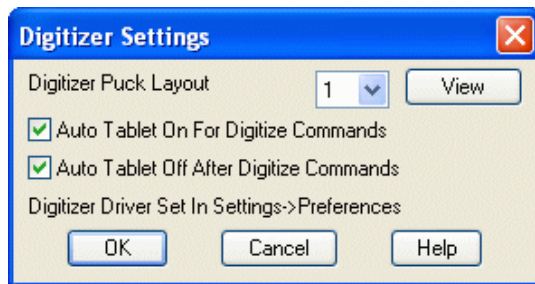 Digitizer Settings
Digitizer Puck Layout 1 View
Auto Tablet On For Digitize Commands
Auto Tablet Off After Digitize Commands
Digitizer Driver Set In Settings->Preferences
OK Cancel Help